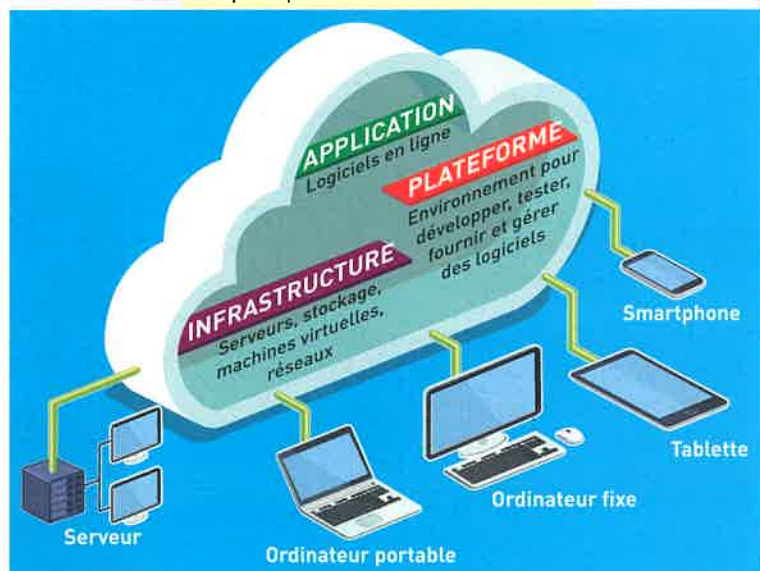 APPLICATION
Logiciels en ligne
PLATEFORME
Environnement pour
développer, tester,
fournir et gérer
des logiciels
INFRASTRUCTURE
Serveurs, stockage,
machines virtuelles,
réseaux
Smartphone
Tablette
Ordinateur fixe
Ordinateur portable
Serveur